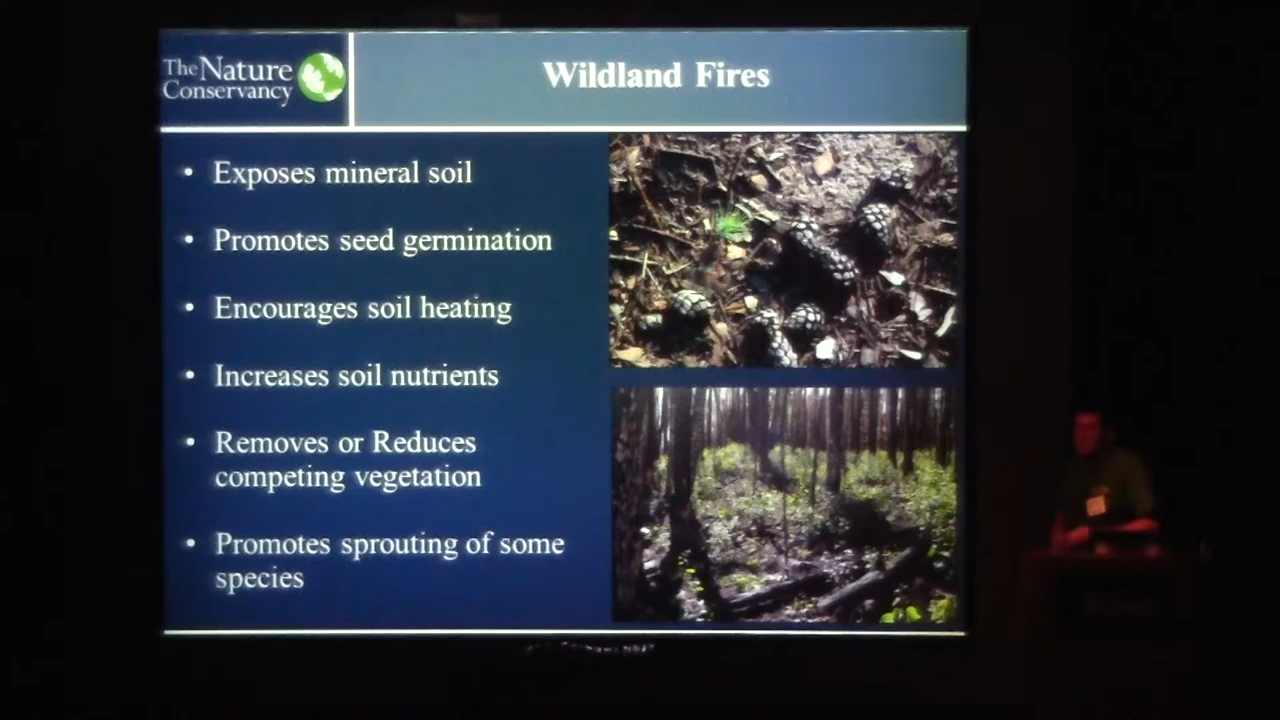 The Nature
Conservancy
Wildland Fires
• Exposes mineral soil
• Promotes seed germination
• Encourages soil heating
• Increases soil nutrients
• Removes or Reduces
competing vegetation
• Promotes sprouting of some
species